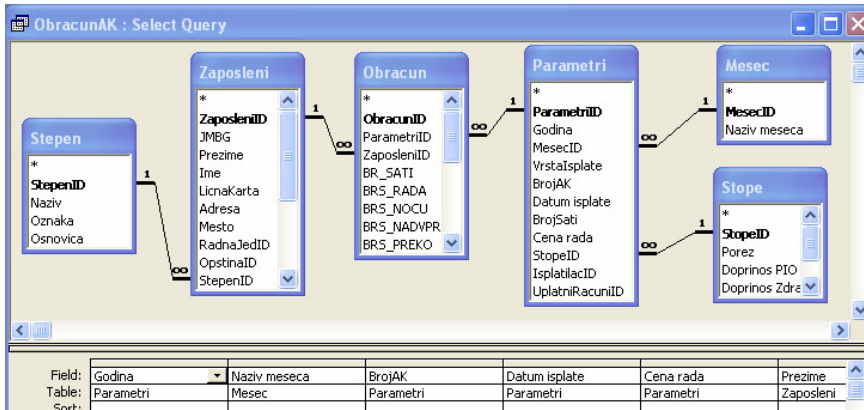 ObracunAK : Select Query
Stepen
*
StepenID
Naziv
Oznaka
Osnovica
Zaposleni
*
ZaposleniID
JMBG
Prezime
Ime
LicnaKarta
Adresa
Mesto
RadnaJedID
OpstinaID
StepenID
Obracun
*
ObracunID
ParametriID
ZaposleniID
BR_SATI
BRS_RADA
BRS_NOCU
BRS_NADVPR
BRS_PREKO
Parametri
*
ParametriID
Godina
MesecID
VrstaIsplate
BrojAK
Datum isplate
BrojSati
Cena rada
StopeID
IsplatilacID
UplatniRacuniID
Mesec
*
MesecID
Naziv meseca
Stope
*
StopeID
Porez
Doprinos PIO
Doprinos Zdra
1 ∞
1 ∞
1 ∞
1 ∞
1 ∞
Field: Godina Naziv meseca BrojAK Datum isplate Cena rada Prezime
Table: Parametri Mesec Parametri Parametri Parametri Zaposleni
Sort: